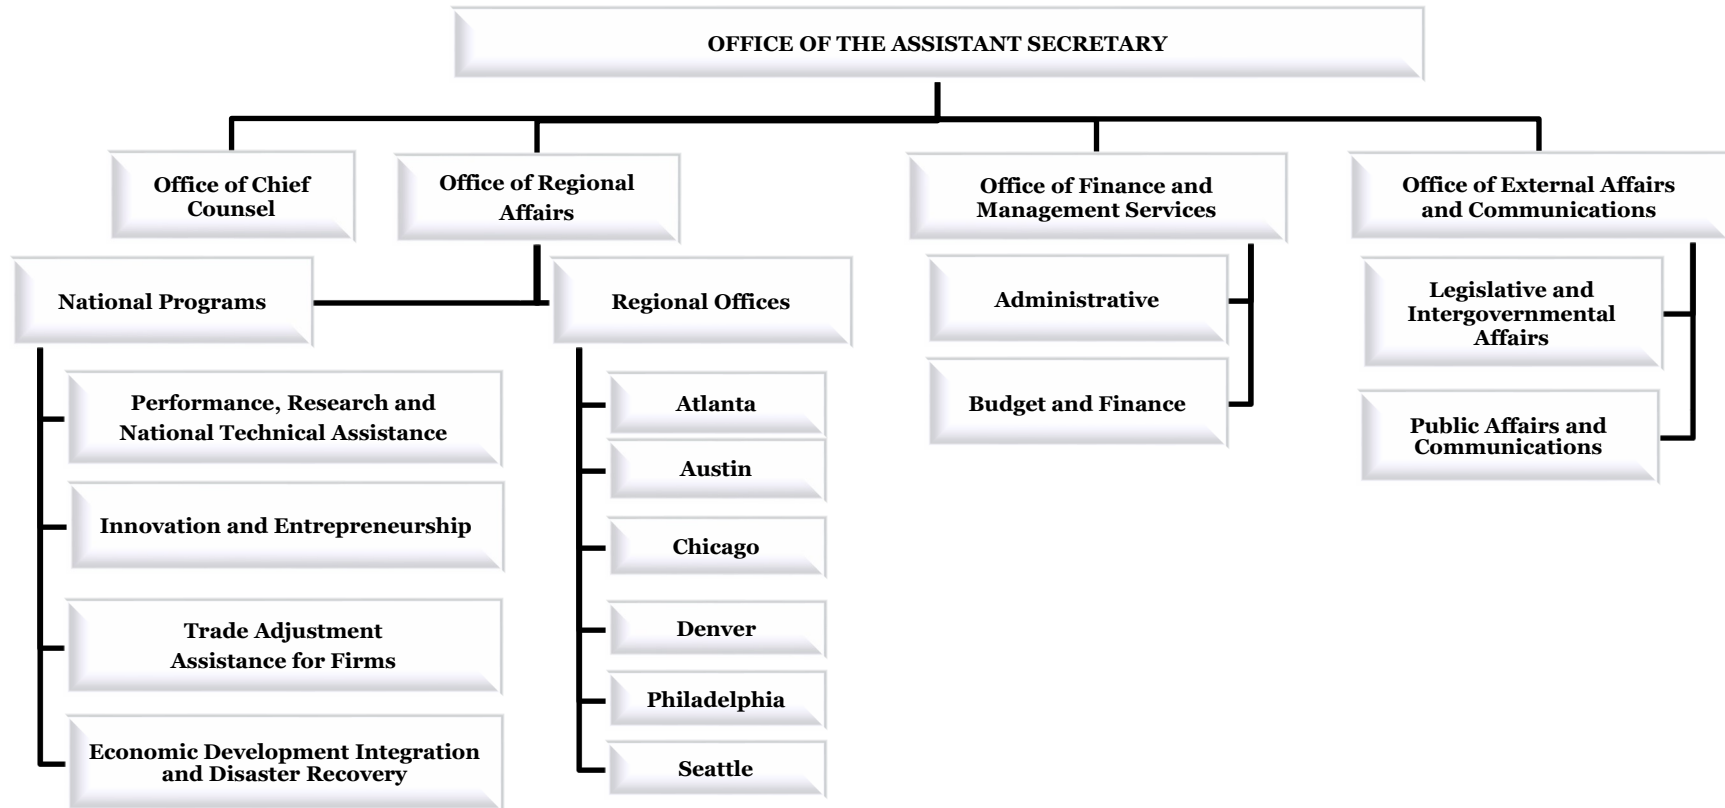 OFFICE OF THE ASSISTANT SECRETARY
Office of Chief
Counsel
Office of Regional
Affairs
Office of Finance and
Management Services
Office of External Affairs
and Communications
National Programs
Regional Offices
Administrative
Legislative and
Intergovernmental
Affairs
Performance, Research and
National Technical Assistance
Atlanta
Budget and Finance
Public Affairs and
Communications
Austin
Innovation and Entrepreneurship
Chicago
Trade Adjustment
Assistance for Firms
Denver
Philadelphia
Economic Development Integration
and Disaster Recovery
Seattle